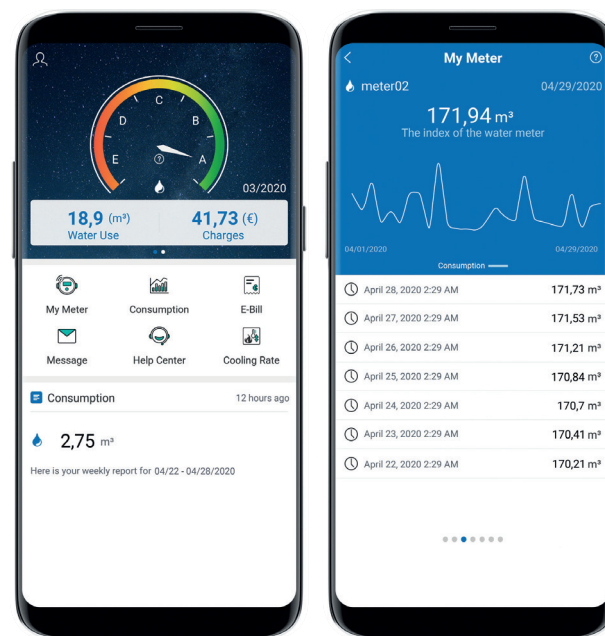 C
D
B
E
A
?
03/2020
18,9 (m³)
Water Use
41,73 (€)
Charges
My Meter
Consumption
E-Bill
Message
Help Center
Cooling Rate
Consumption
12 hours ago
2,75 m³
Here is your weekly report for 04/22 - 04/28/2020
My Meter
?
meter02
04/29/2020
171,94 m³
The index of the water meter
04/01/2020
04/29/2020
Consumption
April 28, 2020 2:29 AM 171,73 m³
April 27, 2020 2:29 AM 171,53 m³
April 26, 2020 2:29 AM 171,21 m³
April 25, 2020 2:29 AM 170,84 m³
April 24, 2020 2:29 AM 170,7 m³
April 23, 2020 2:29 AM 170,41 m³
April 22, 2020 2:29 AM 170,21 m³